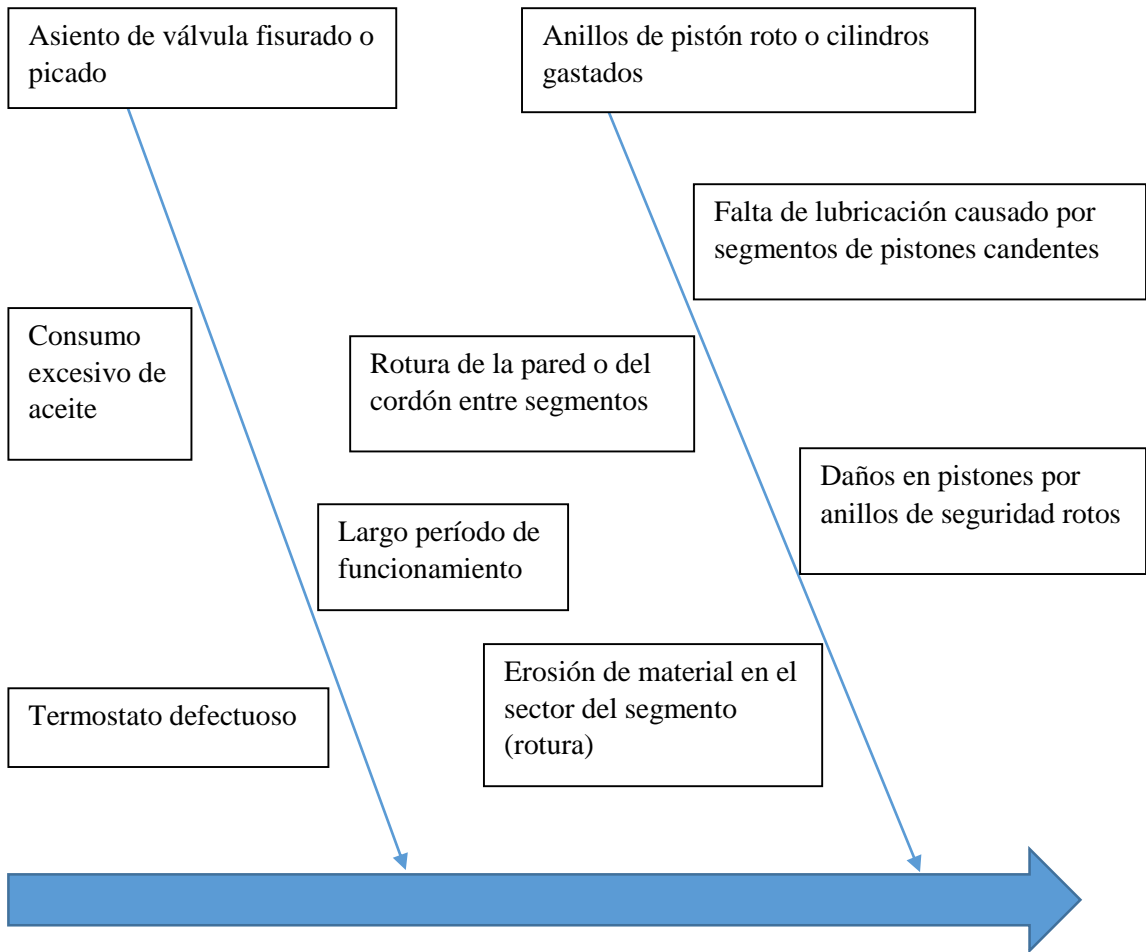 Asiento de válvula fisurado o
picado
Anillos de pistón roto o cilindros
gastados
Falta de lubricación causado por
segmentos de pistones candentes
Consumo
excesivo de
aceite
Rotura de la pared o del
cordón entre segmentos
Daños en pistones por
anillos de seguridad rotos
Largo período de
funcionamiento
Erosión de material en el
sector del segmento
(rotura)
Termostato defectuoso